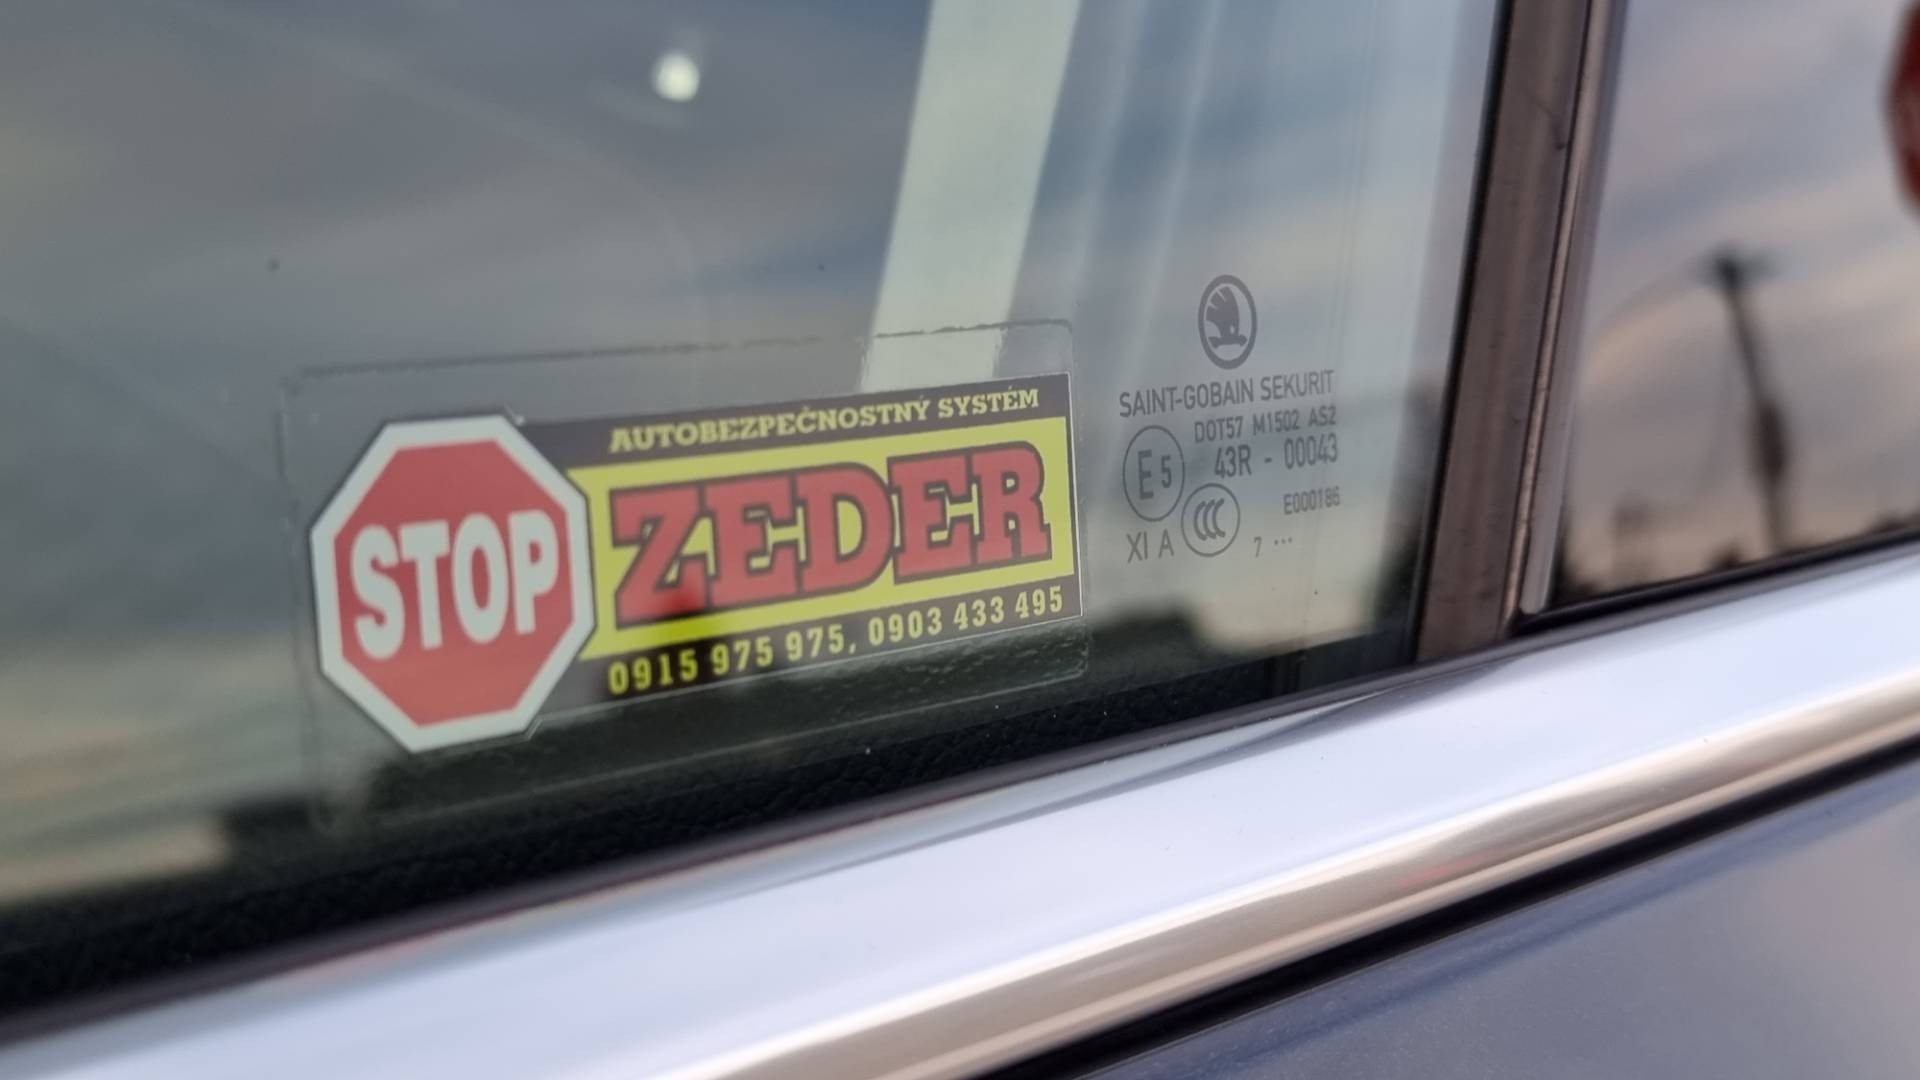 AUTOBEZPEČNOSTNÝ SYSTÉM
STOP ZEDER
0915 975 975, 0903 433 495
SAINT-GOBAIN SEKURIT
DOT57 M1502 AS2
E5 43R - 00043
E000186
XI A CCC 7 ...